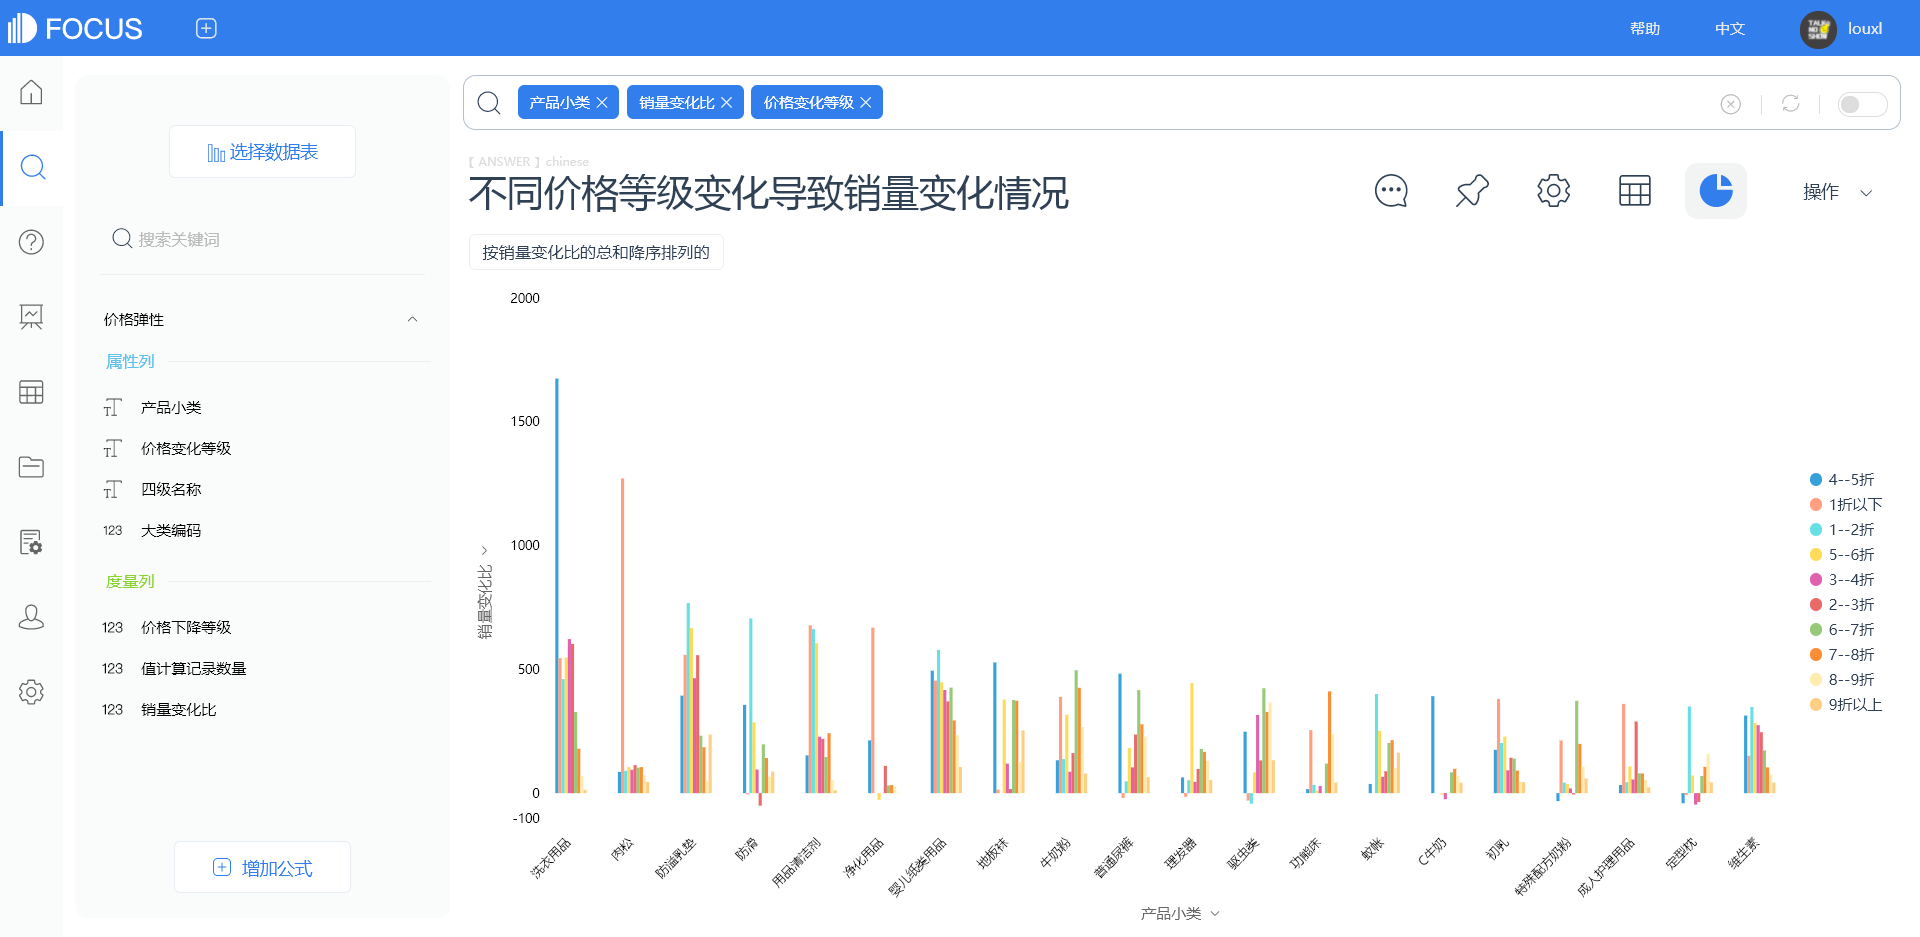 FOCUS
帮助
中文
louxl
选择数据表
搜索关键词
价格弹性
属性列
产品小类
价格变化等级
四级名称
123 大类编码
度量列
123 价格下降等级
123 值计算记录数量
123 销量变化比
增加公式
产品小类
销量变化比
价格变化等级
【 ANSWER 】 chinese
不同价格等级变化导致销量变化情况
操作
按销量变化比的总和降序排列的
2000
1500
1000
500
0
-100
销量变化比
洗衣用品
肉松
防溢乳垫
防滑
用品清洁剂
净化用品
婴儿纸类用品
地板袜
牛奶粉
普通尿裤
理发器
驱虫类
功能床
蚊帐
C牛奶
初乳
特殊配方奶粉
成人护理用品
定型枕
维生素
产品小类
4--5折
1折以下
1--2折
5--6折
3--4折
2--3折
6--7折
7--8折
8--9折
9折以上